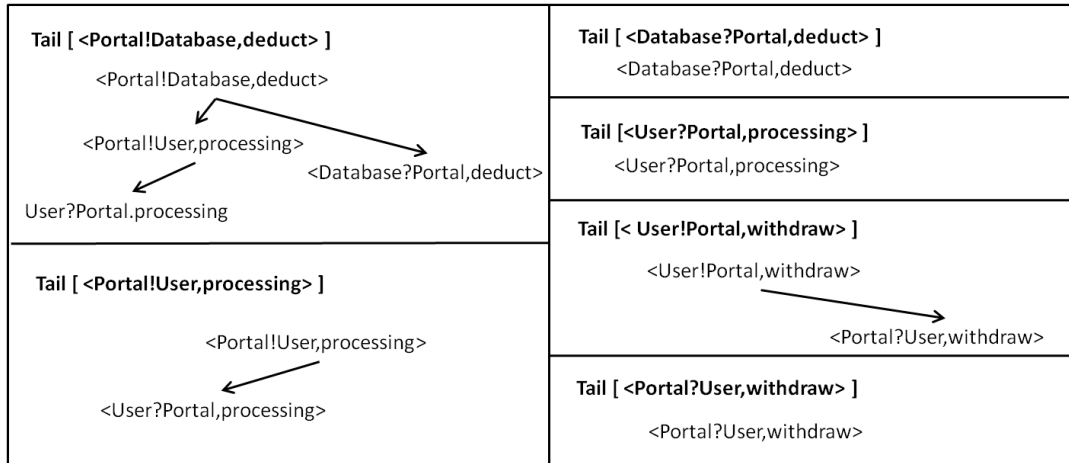 Tail [ <Portal!Database,deduct> ]
<Portal!Database,deduct>
<Portal!User,processing>
<Database?Portal,deduct>
User?Portal.processing
Tail [ <Portal!User,processing> ]
<Portal!User,processing>
<User?Portal,processing>
Tail [ <Database?Portal,deduct> ]
<Database?Portal,deduct>
Tail [<User?Portal,processing> ]
<User?Portal,processing>
Tail [< User!Portal,withdraw> ]
<User!Portal,withdraw>
<Portal?User,withdraw>
Tail [ <Portal?User,withdraw> ]
<Portal?User,withdraw>